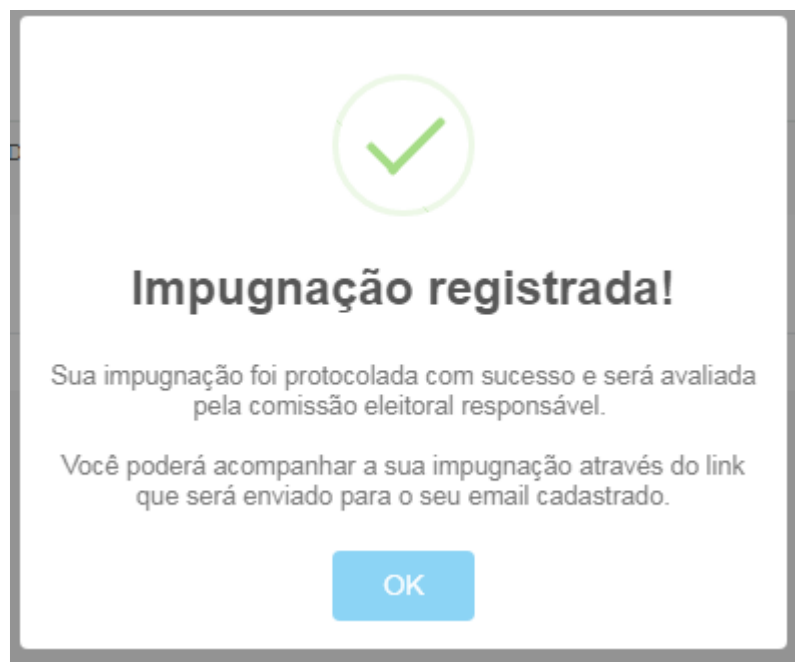 Impugnação registrada!
Sua impugnação foi protocolada com sucesso e será avaliada
pela comissão eleitoral responsável.
Você poderá acompanhar a sua impugnação através do link
que será enviado para o seu email cadastrado.
OK